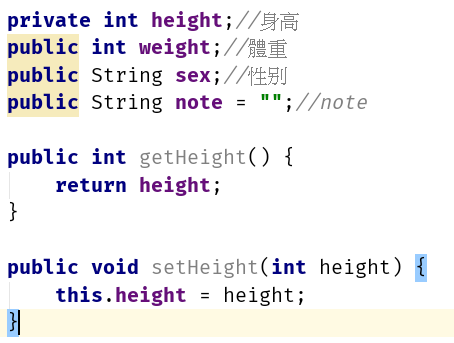 private int height;//身高
public int weight;//體重
public String sex;//性别
public String note = "";//note
public int getHeight() {
    return height;
}
public void setHeight(int height) {
    this.height = height;
}